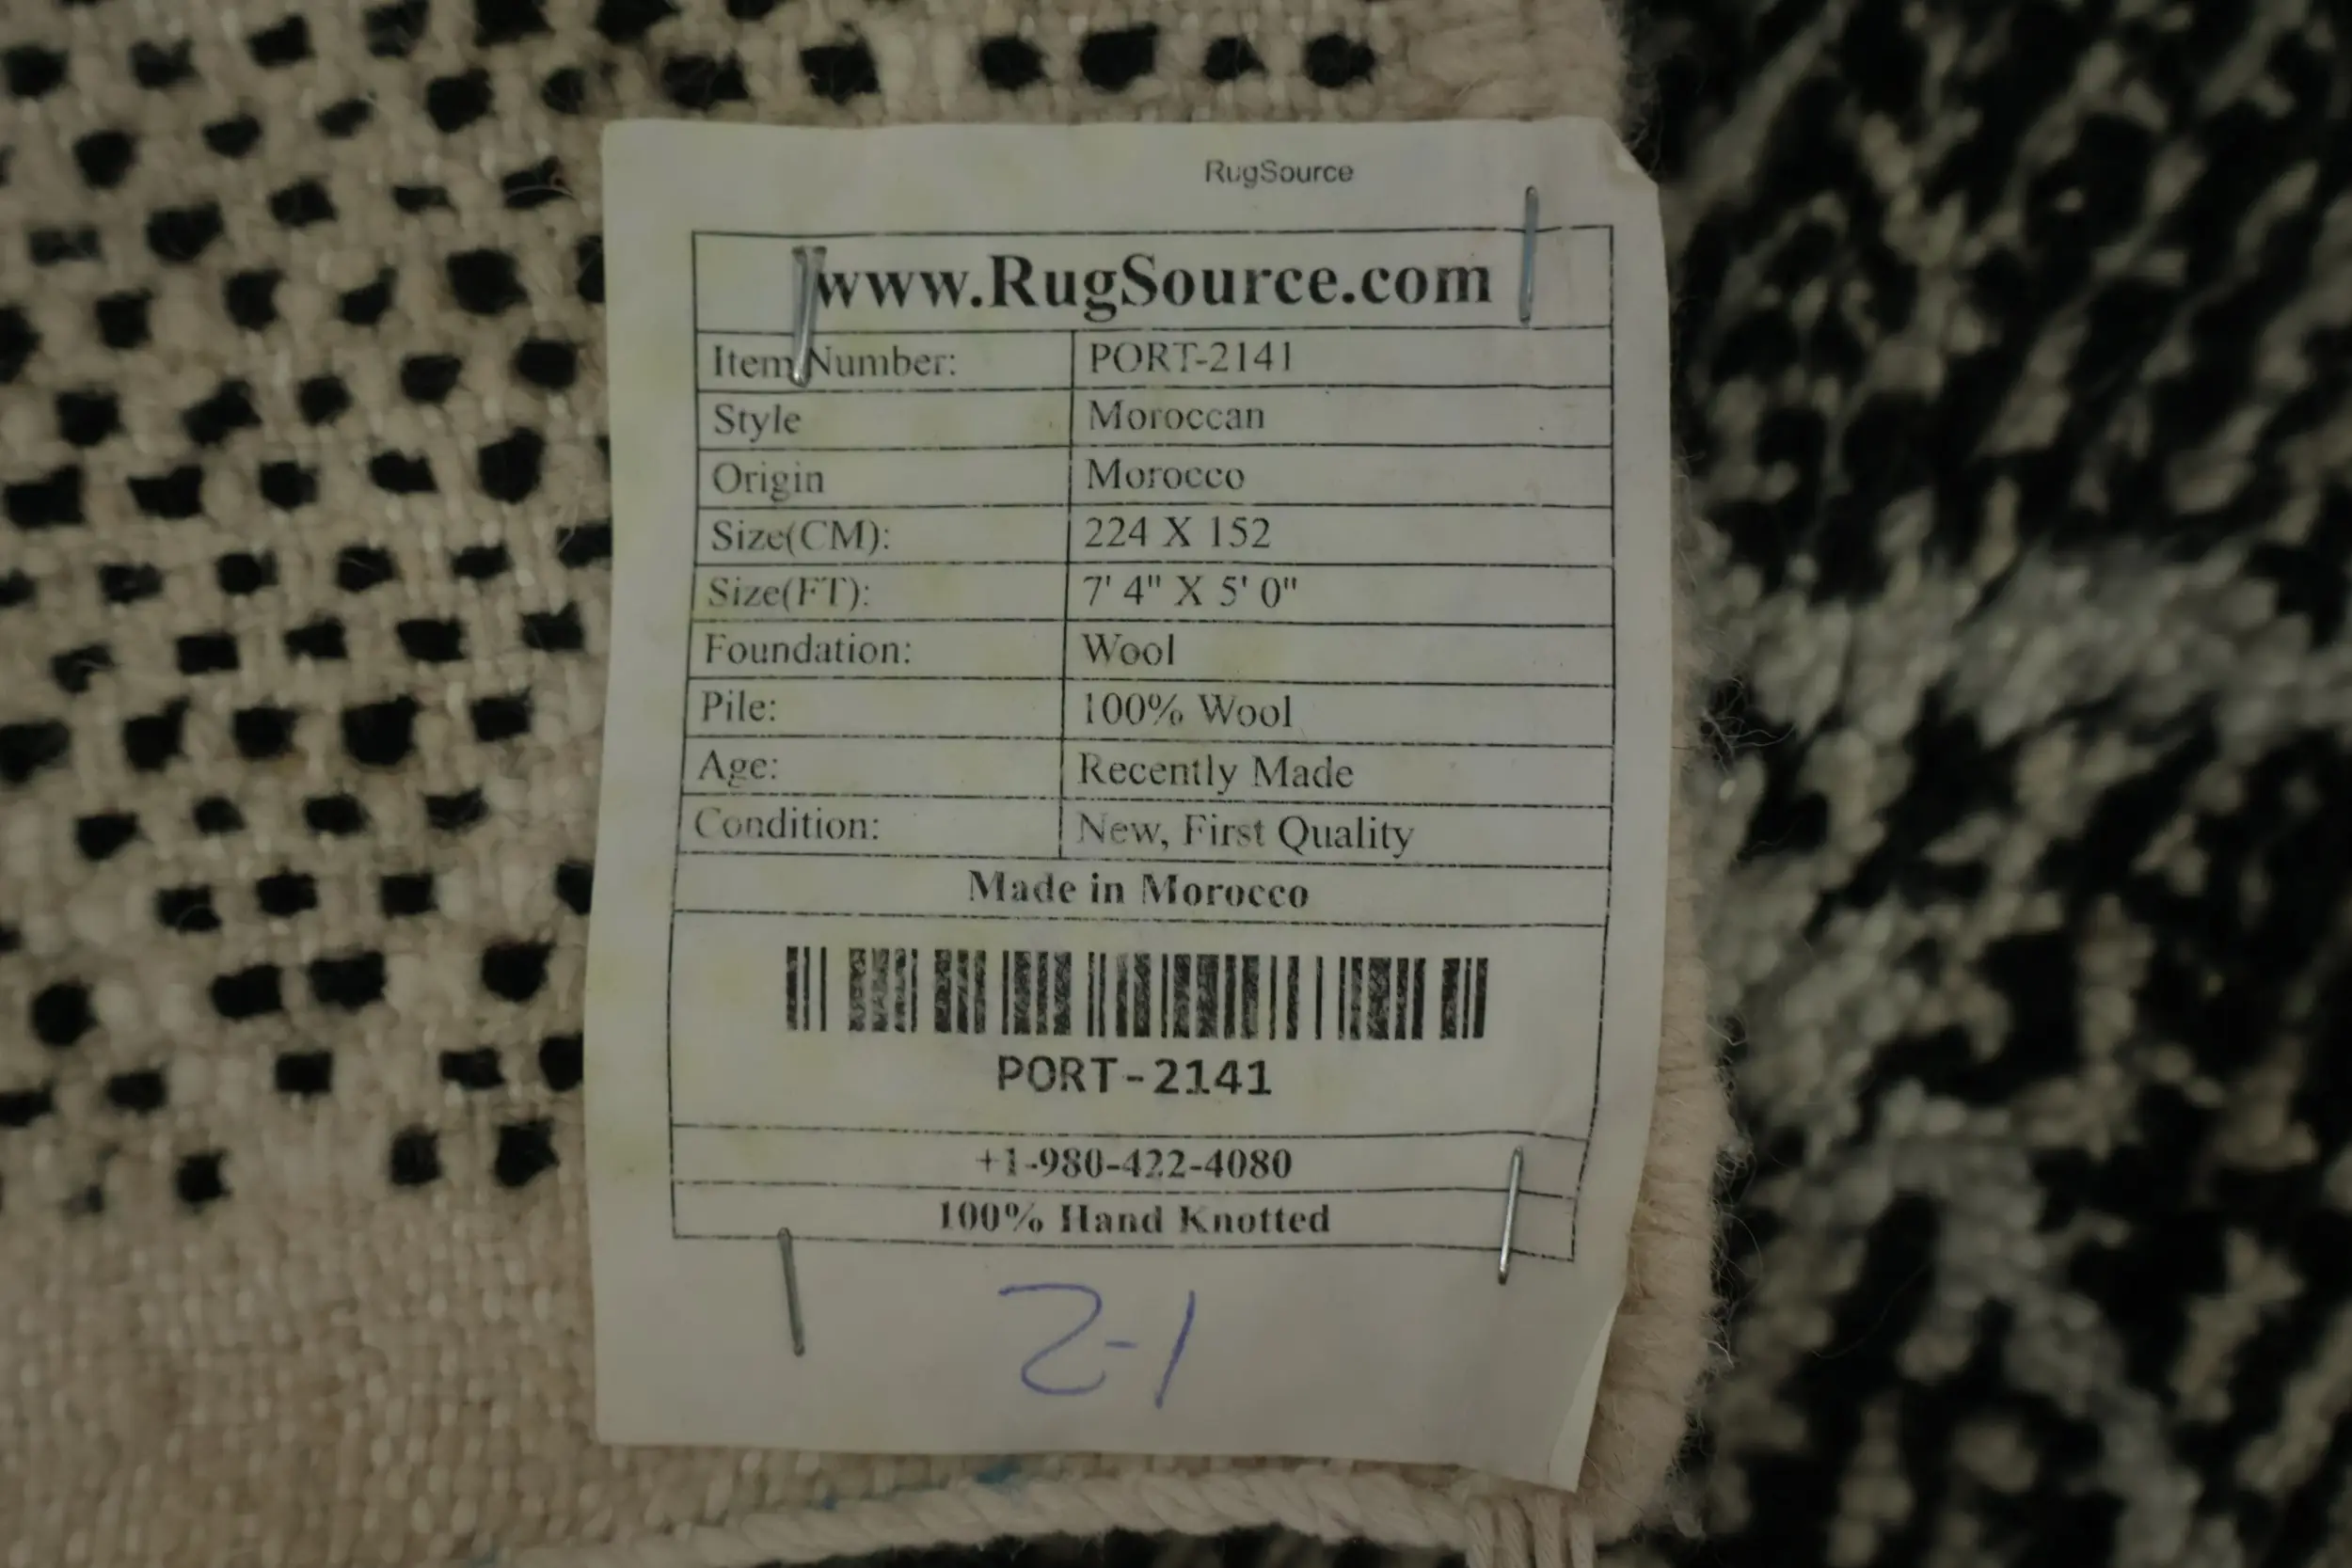 RugSource
www.RugSource.com
Item Number: PORT-2141
Style Moroccan
Origin Morocco
Size(CM): 224 X 152
Size(FT): 7' 4" X 5' 0"
Foundation: Wool
Pile: 100% Wool
Age: Recently Made
Condition: New, First Quality
Made in Morocco
PORT-2141
+1-980-422-4080
100% Hand Knotted
2-1